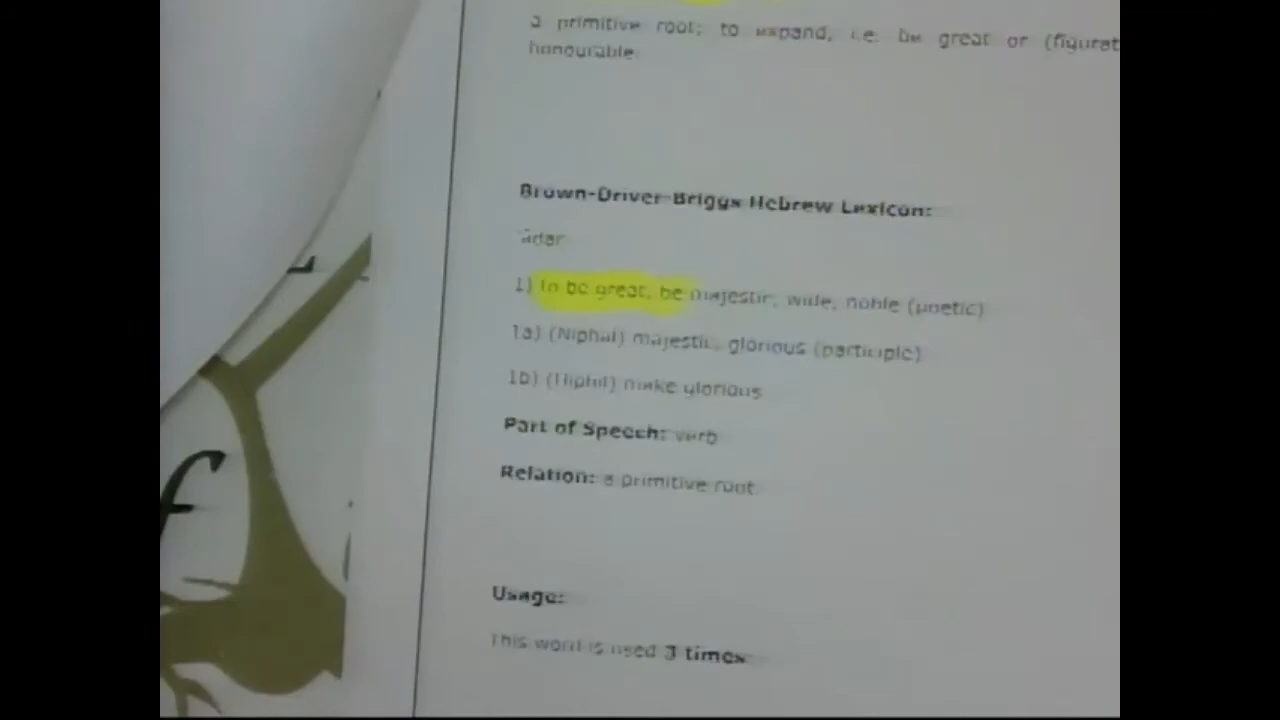 a primitive root; to expand, i.e. be great or (figurat
honourable.
Brown-Driver-Briggs Hebrew Lexicon:
'âdar
1) to be great, be majestic, wide, noble (poetic)
1a) (Niphal) majestic, glorious (participle)
1b) (Hiphil) make glorious
Part of Speech: verb
Relation: a primitive root
Usage:
This word is used 3 times
f